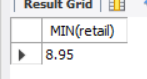 Result Grid
MIN(retail)
8.95